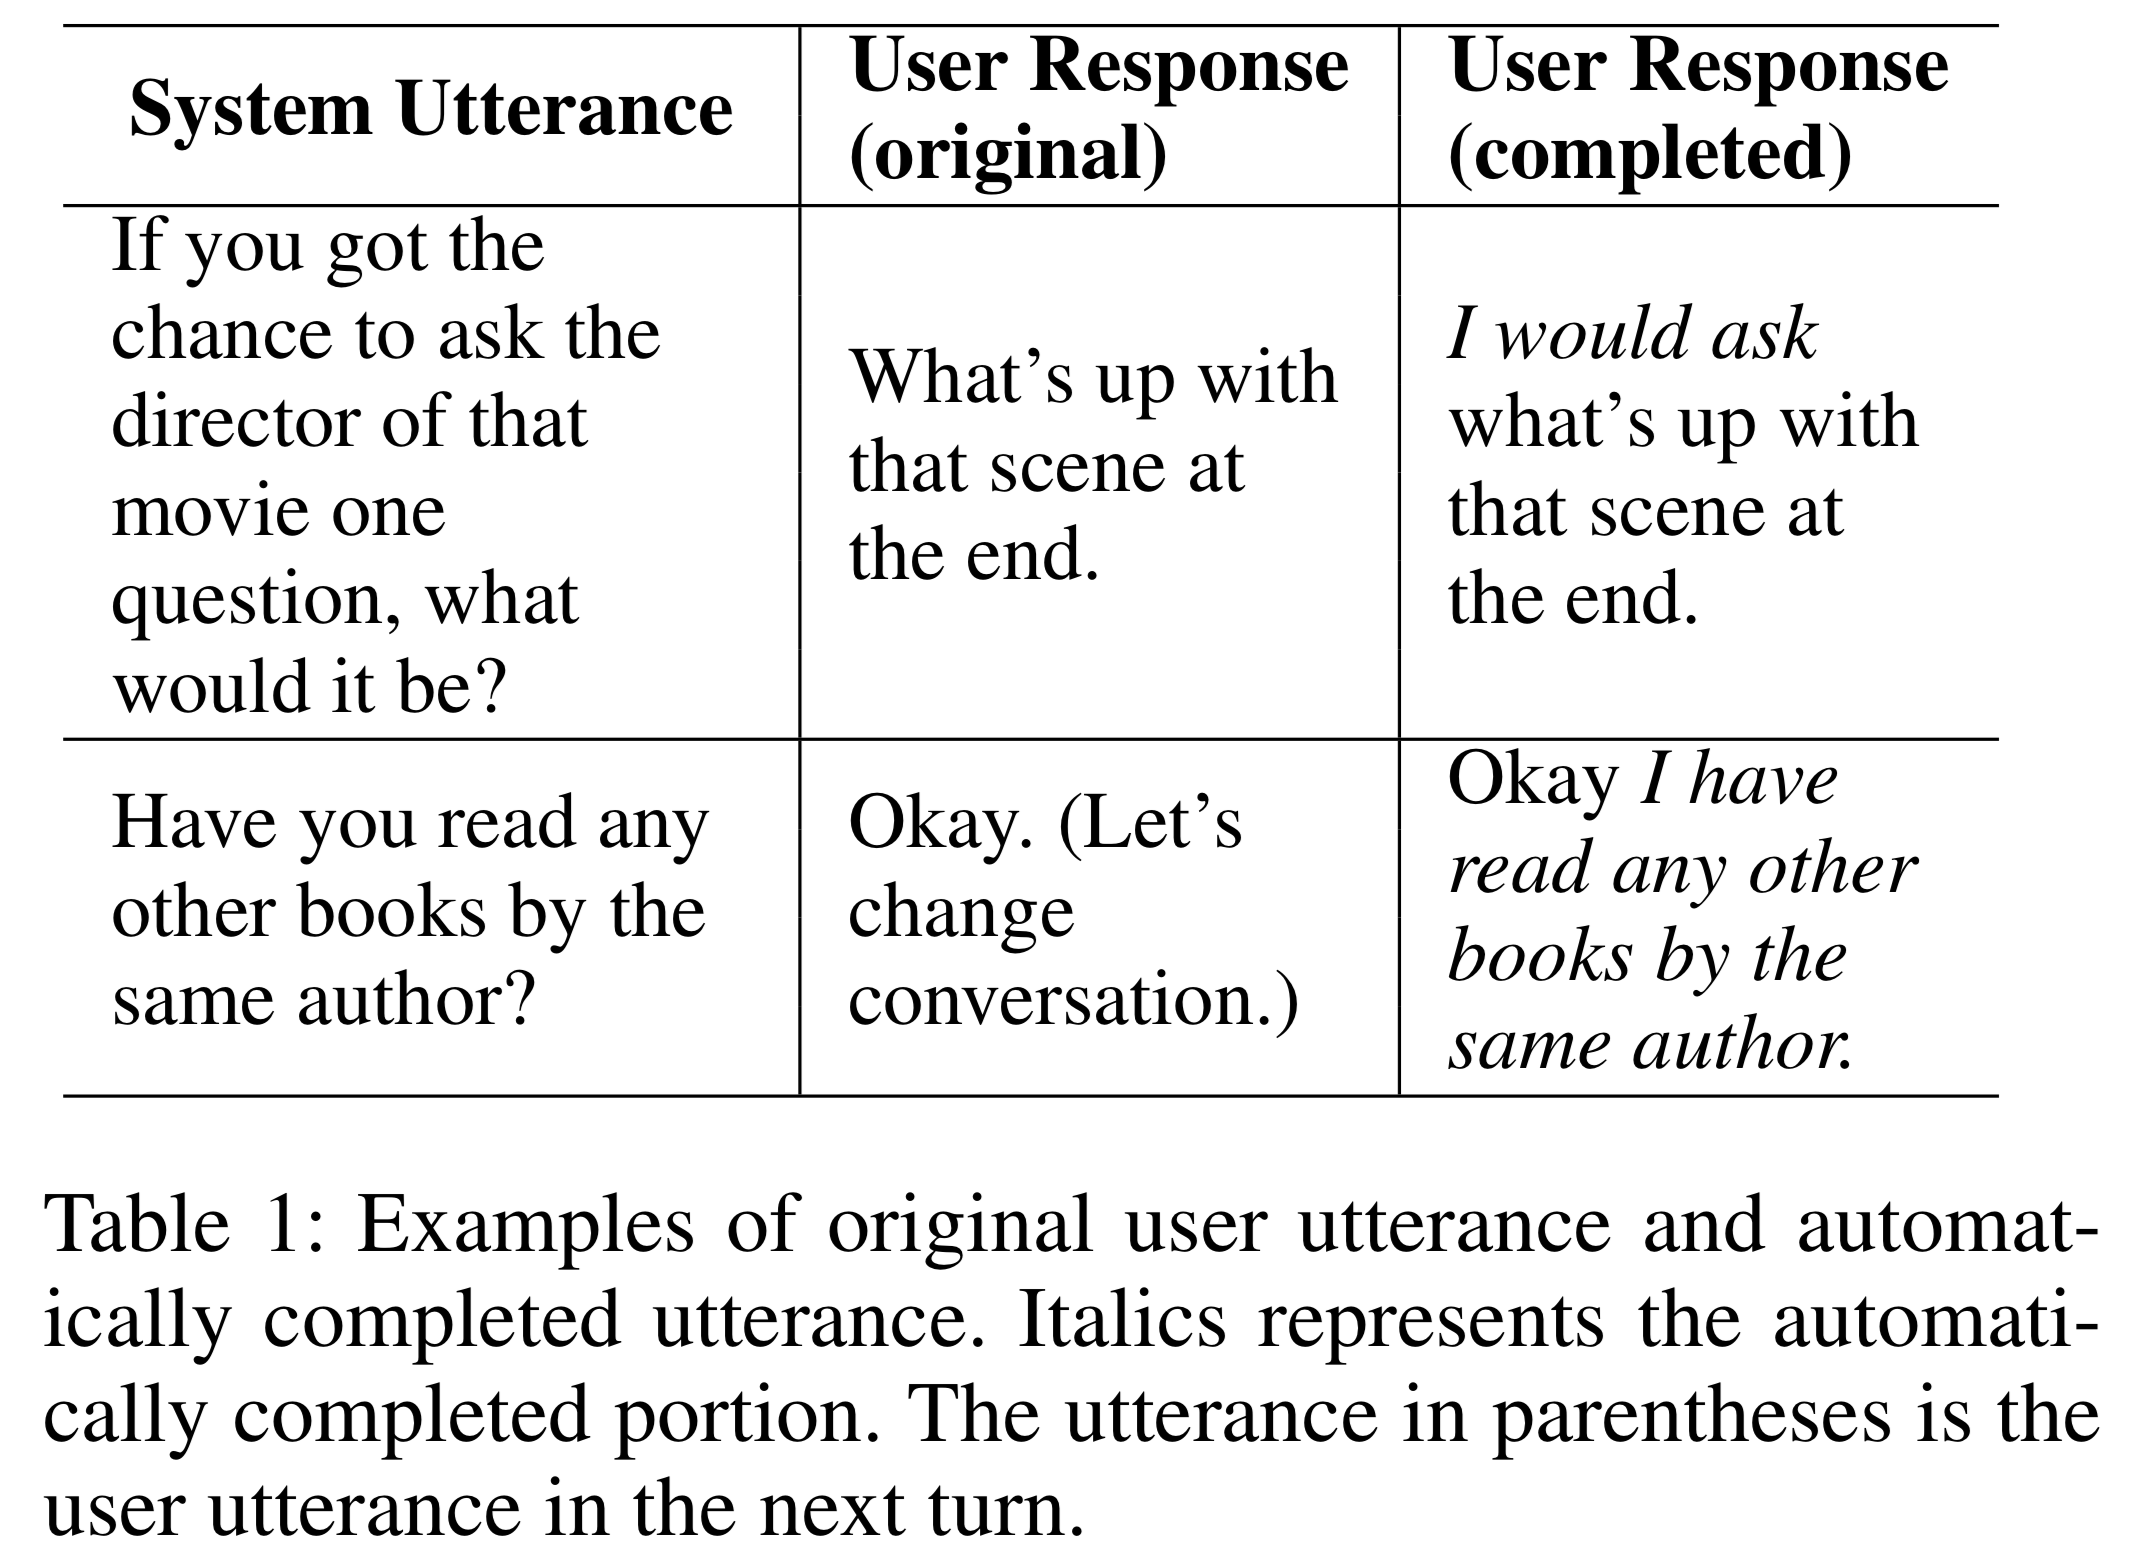 System Utterance
User Response
(original)
User Response
(completed)
If you got the
chance to ask the
director of that
movie one
question, what
would it be?
What’s up with
that scene at
the end.
I would ask
what’s up with
that scene at
the end.
Have you read any
other books by the
same author?
Okay. (Let’s
change
conversation.)
Okay I have
read any other
books by the
same author.
Table 1: Examples of original user utterance and automat-
ically completed utterance. Italics represents the automati-
cally completed portion. The utterance in parentheses is the
user utterance in the next turn.